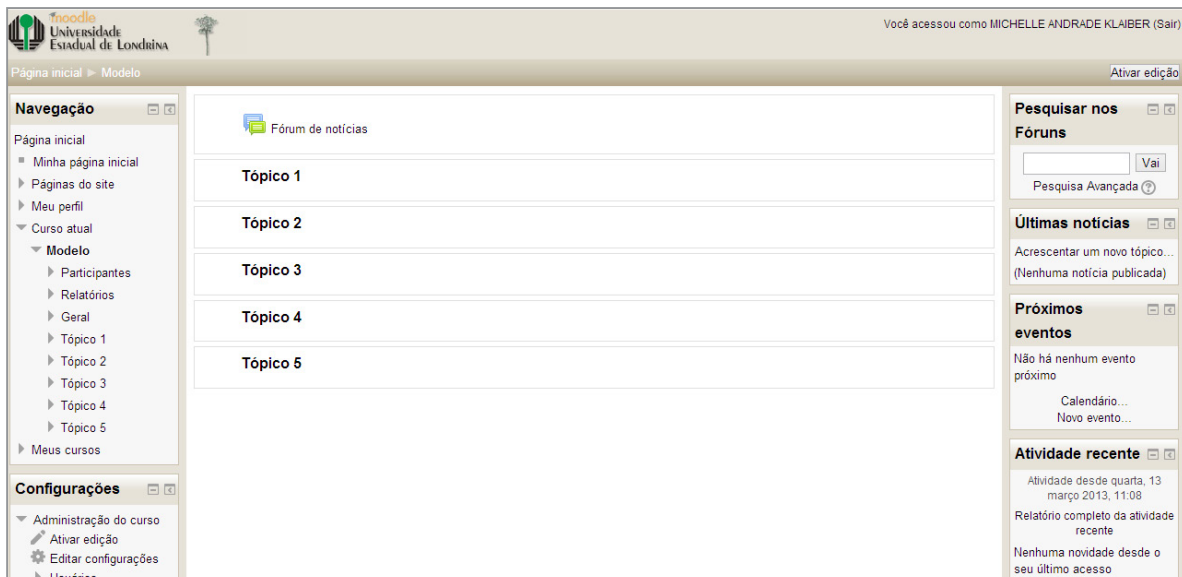 moodle
Universidade
Estadual de Londrina
Você acessou como MICHELLE ANDRADE KLAIBER (Sair)
Página inicial ► Modelo
Ativar edição
Navegação
Página inicial
Minha página inicial
Páginas do site
Meu perfil
Curso atual
Modelo
Participantes
Relatórios
Geral
Tópico 1
Tópico 2
Tópico 3
Tópico 4
Tópico 5
Meus cursos
Configurações
Administração do curso
Ativar edição
Editar configurações
Usuários
Fórum de notícias
Tópico 1
Tópico 2
Tópico 3
Tópico 4
Tópico 5
Pesquisar nos
Fóruns
Vai
Pesquisa Avançada
Últimas notícias
Acrescentar um novo tópico...
(Nenhuma notícia publicada)
Próximos
eventos
Não há nenhum evento
próximo
Calendário...
Novo evento...
Atividade recente
Atividade desde quarta, 13
março 2013, 11:08
Relatório completo da atividade
recente
Nenhuma novidade desde o
seu último acesso